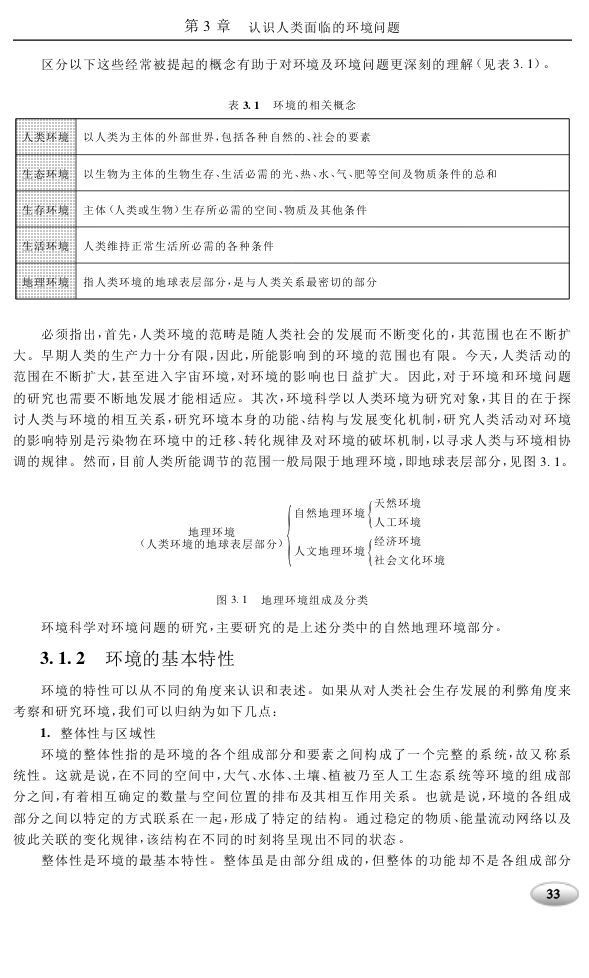 第 3 章 认识人类面临的环境问题
区分以下这些经常被提起的概念有助于对环境及环境问题更深刻的理解(见表 3.1)。
表 3.1 环境的相关概念
人类环境 以人类为主体的外部世界,包括各种自然的、社会的要素
生态环境 以生物为主体的生物生存、生活必需的光、热、水、气、肥等空间及物质条件的总和
生存环境 主体(人类或生物)生存所必需的空间、物质及其他条件
生活环境 人类维持正常生活所必需的各种条件
地理环境 指人类环境的地球表层部分,是与人类关系最密切的部分
必须指出,首先,人类环境的范畴是随人类社会的发展而不断变化的,其范围也在不断扩
大。早期人类的生产力十分有限,因此,所能影响到的环境的范围也有限。今天,人类活动的
范围在不断扩大,甚至进入宇宙环境,对环境的影响也日益扩大。因此,对于环境和环境问题
的研究也需要不断地发展才能相适应。其次,环境科学以人类环境为研究对象,其目的在于探
讨人类与环境的相互关系,研究环境本身的功能、结构与发展变化机制,研究人类活动对环境
的影响特别是污染物在环境中的迁移、转化规律及对环境的破坏机制,以寻求人类与环境相协
调的规律。然而,目前人类所能调节的范围一般局限于地理环境,即地球表层部分,见图 3.1。
地理环境
(人类环境的地球表层部分)
自然地理环境
天然环境
人工环境
人文地理环境
经济环境
社会文化环境
图 3.1 地理环境组成及分类
环境科学对环境问题的研究,主要研究的是上述分类中的自然地理环境部分。
3.1.2 环境的基本特性
环境的特性可以从不同的角度来认识和表述。如果从对人类社会生存发展的利弊角度来
考察和研究环境,我们可以归纳为如下几点:
1. 整体性与区域性
环境的整体性指的是环境的各个组成部分和要素之间构成了一个完整的系统,故又称系
统性。这就是说,在不同的空间中,大气、水体、土壤、植被乃至人工生态系统等环境的组成部
分之间,有着相互确定的数量与空间位置的排布及其相互作用关系。也就是说,环境的各组成
部分之间以特定的方式联系在一起,形成了特定的结构。通过稳定的物质、能量流动网络以及
彼此关联的变化规律,该结构在不同的时刻将呈现出不同的状态。
整体性是环境的最基本特性。整体虽是由部分组成的,但整体的功能却不是各组成部分
33